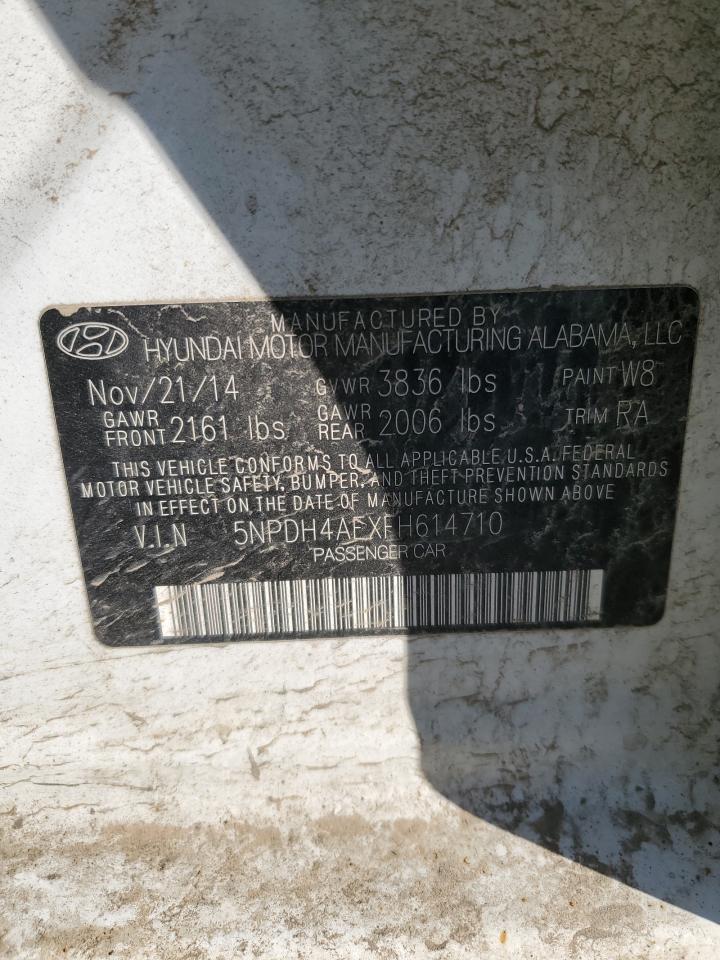 MANUFACTURED BY
HYUNDAI MOTOR MANUFACTURING ALABAMA, LLC
Nov/21/14 GVWR 3836 lbs PAINT W8
GAWR FRONT 2161 lbs GAWR REAR 2006 lbs TRIM RA
THIS VEHICLE CONFORMS TO ALL APPLICABLE U.S.A. FEDERAL
MOTOR VEHICLE SAFETY, BUMPER, AND THEFT PREVENTION STANDARDS
IN EFFECT ON THE DATE OF MANUFACTURE SHOWN ABOVE.
V.I.N 5NPDH4AEXFH614710
PASSENGER CAR